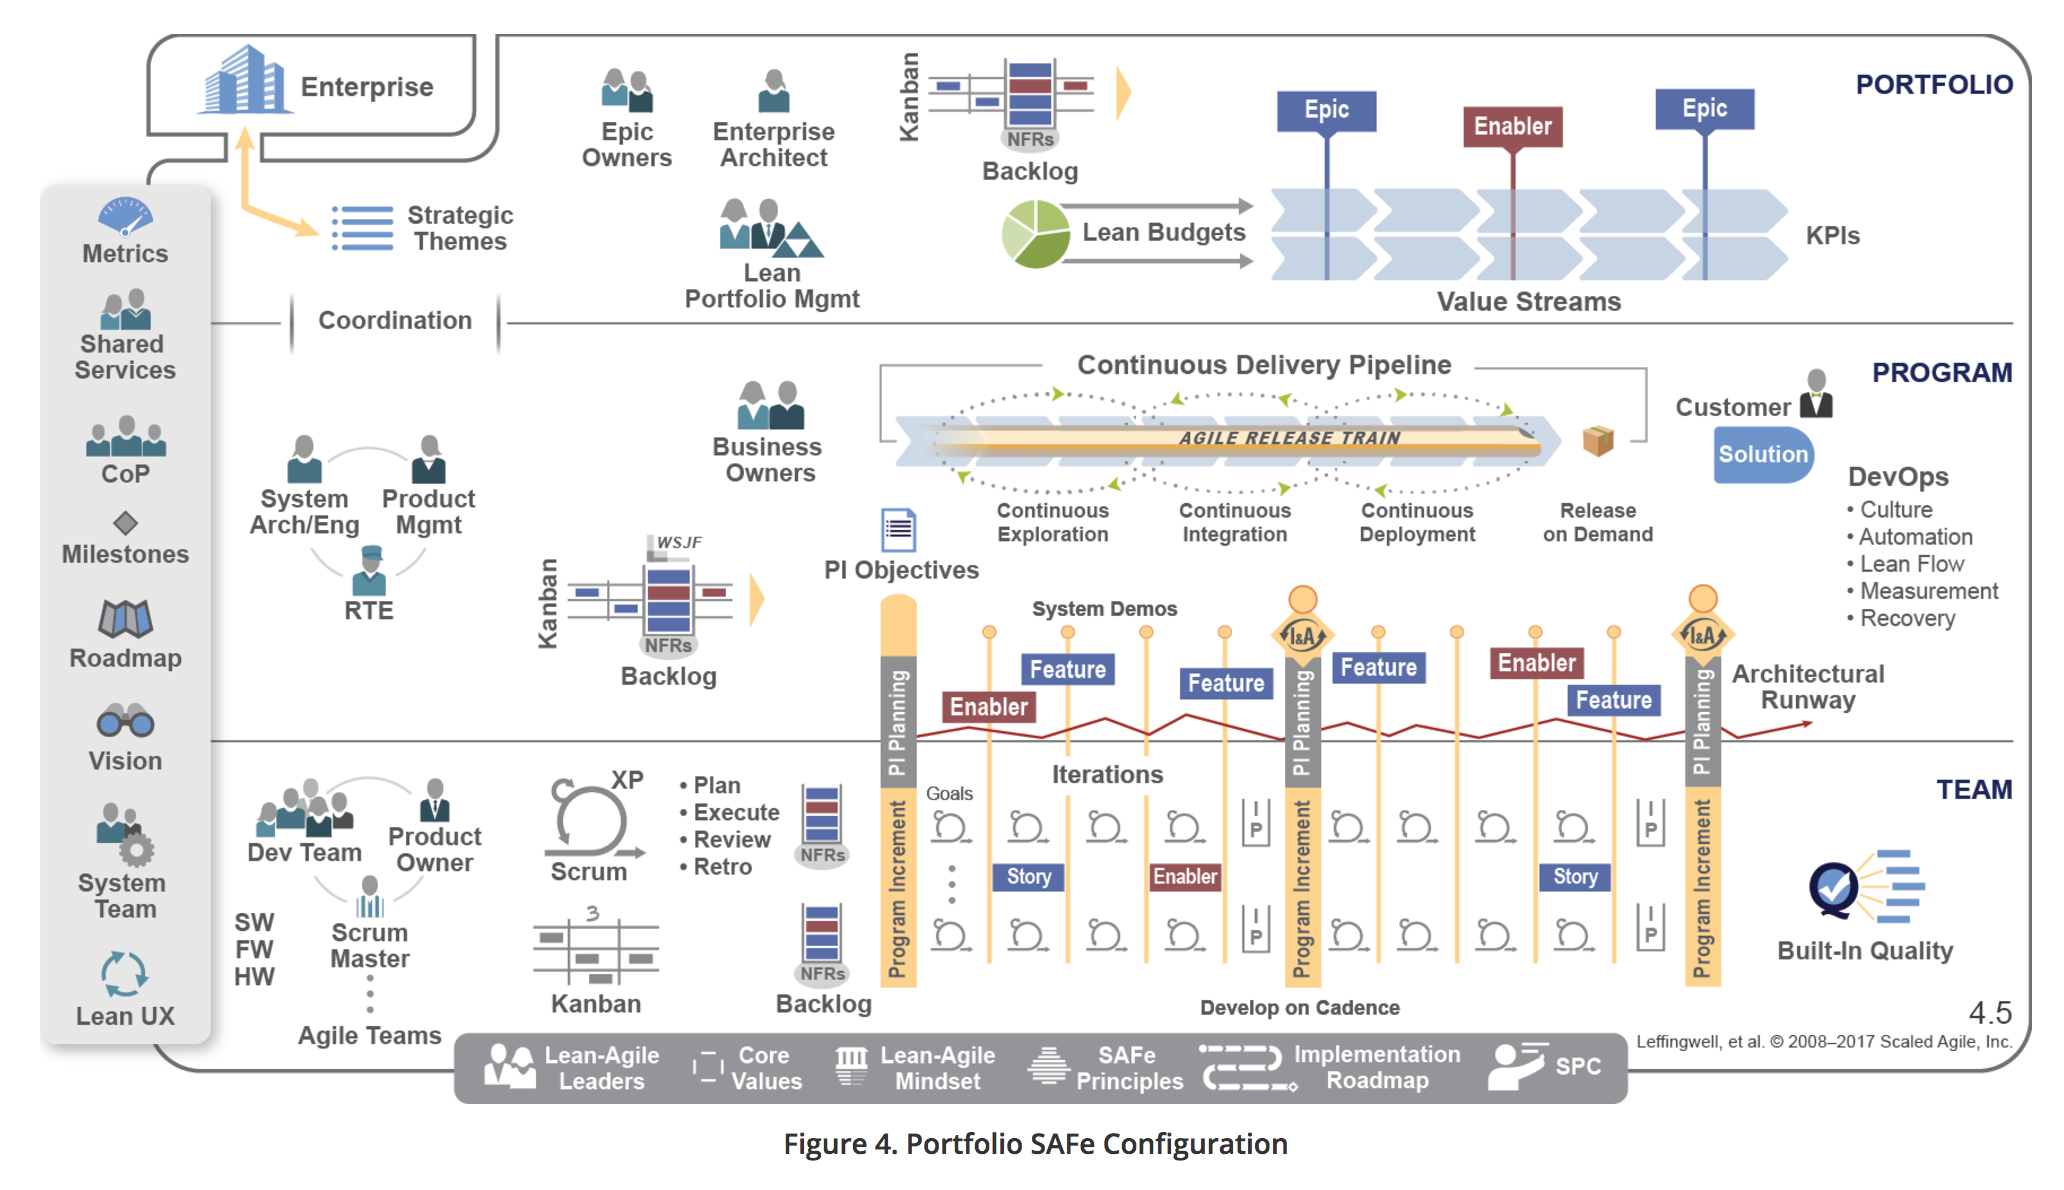 Enterprise
Strategic
Themes
Epic
Owners
Enterprise
Architect
Lean
Portfolio Mgmt
Kanban
NFRs
Backlog
Lean Budgets
Epic
Enabler
Epic
KPIs
Value Streams
PORTFOLIO
Metrics
Shared
Services
CoP
Milestones
Roadmap
Vision
System
Team
Lean UX
Coordination
PROGRAM
System
Arch/Eng
Product
Mgmt
RTE
Business
Owners
Kanban
WSJF
NFRs
Backlog
PI Objectives
Continuous Delivery Pipeline
AGILE RELEASE TRAIN
Continuous
Exploration
Continuous
Integration
Continuous
Deployment
Release
on Demand
Customer
Solution
DevOps
• Culture
• Automation
• Lean Flow
• Measurement
• Recovery
System Demos
I&A
I&A
Enabler
Feature
Feature
Feature
Enabler
Feature
Architectural
Runway
PI Planning
PI Planning
PI Planning
TEAM
Dev Team
Product
Owner
Scrum
Master
SW
FW
HW
Agile Teams
XP
Scrum
• Plan
• Execute
• Review
• Retro
3
Kanban
NFRs
NFRs
Backlog
Program Increment
Program Increment
Program Increment
Iterations
Goals
Story
Enabler
Story
I
P
I
P
I
P
I
P
Develop on Cadence
Built-In Quality
4.5
Leffingwell, et al. © 2008–2017 Scaled Agile, Inc.
Lean-Agile
Leaders
Core
Values
Lean-Agile
Mindset
SAFe
Principles
Implementation
Roadmap
SPC
Figure 4. Portfolio SAFe Configuration